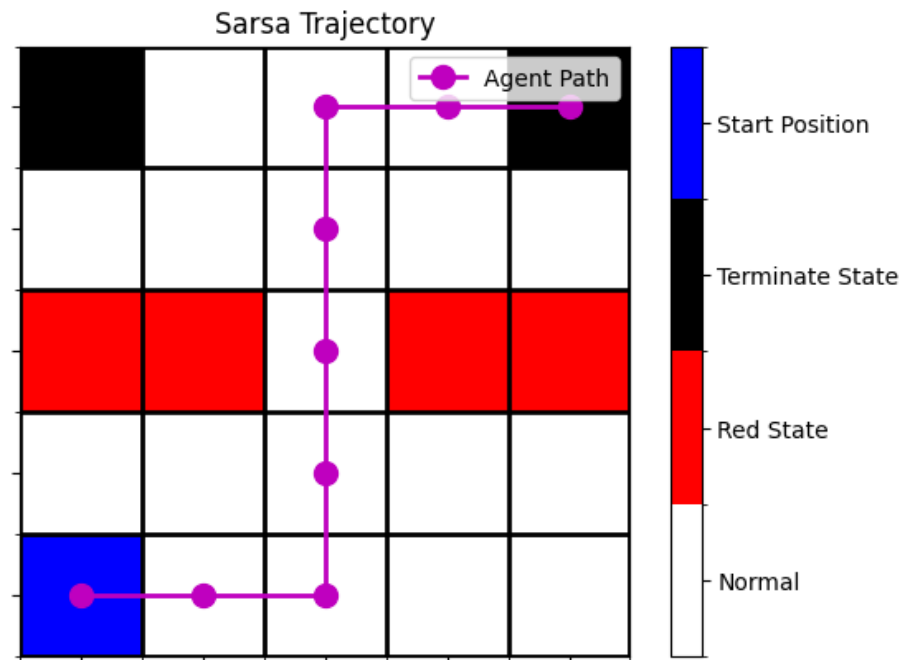 Sarsa Trajectory
Agent Path
Start Position
Terminate State
Red State
Normal